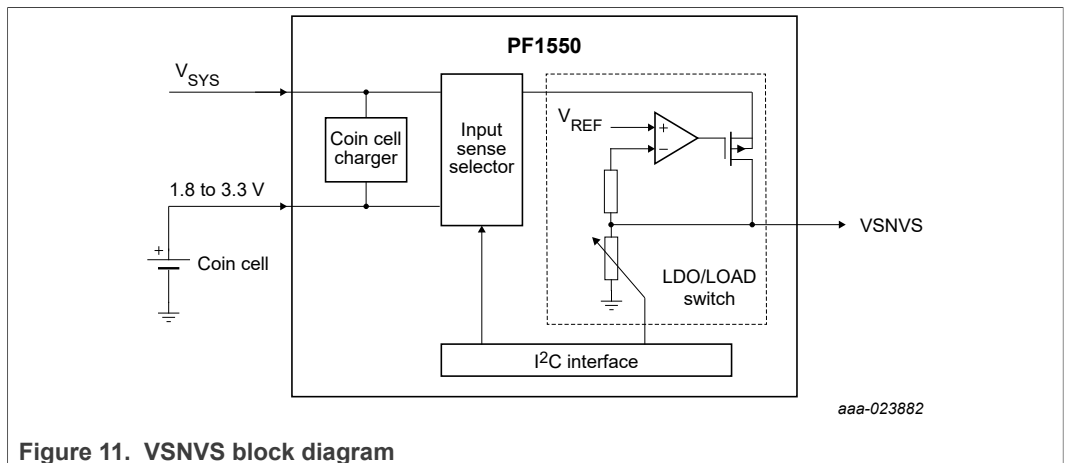 PF1550
VSYS
Coin cell
charger
Input
sense
selector
VREF
+
−
1.8 to 3.3 V
VSNVS
+
Coin cell
LDO/LOAD
switch
I2C interface
aaa-023882
Figure 11. VSNVS block diagram